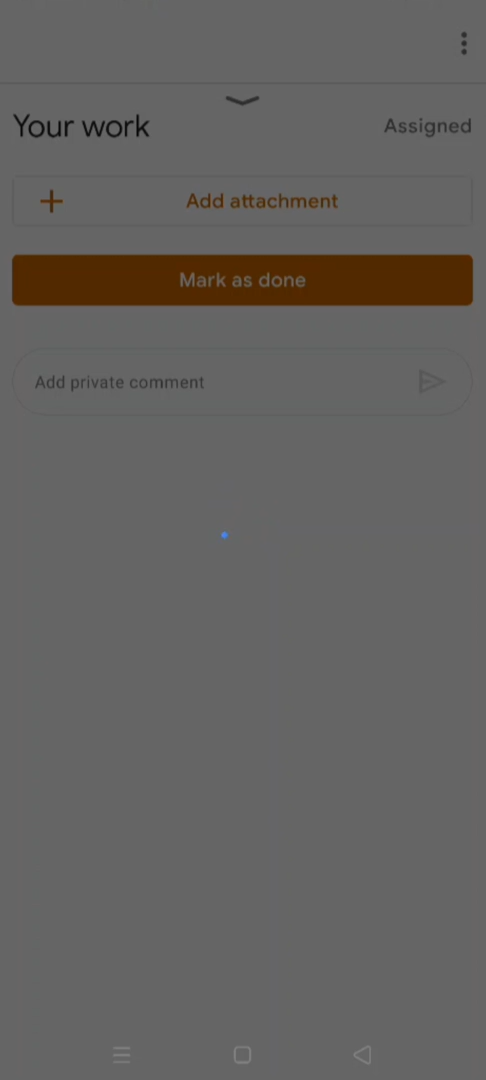 Your work
Assigned
Add attachment
Mark as done
Add private comment